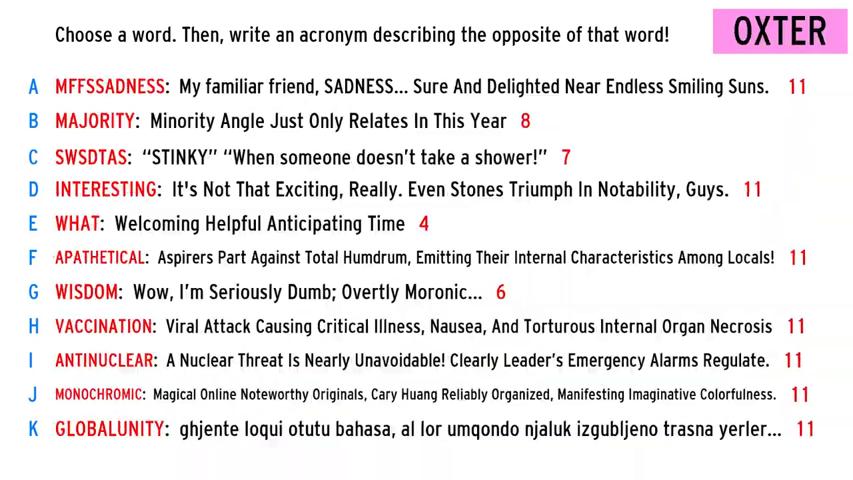 Choose a word. Then, write an acronym describing the opposite of that word!
OXTER
A MFFSSADNESS: My familiar friend, SADNESS... Sure And Delighted Near Endless Smiling Suns. 11
B MAJORITY: Minority Angle Just Only Relates In This Year 8
C SWSDTAS: “STINKY” “When someone doesn’t take a shower!” 7
D INTERESTING: It's Not That Exciting, Really. Even Stones Triumph In Notability, Guys. 11
E WHAT: Welcoming Helpful Anticipating Time 4
F APATHETICAL: Aspirers Part Against Total Humdrum, Emitting Their Internal Characteristics Among Locals! 11
G WISDOM: Wow, I’m Seriously Dumb; Overtly Moronic... 6
H VACCINATION: Viral Attack Causing Critical Illness, Nausea, And Torturous Internal Organ Necrosis 11
I ANTINUCLEAR: A Nuclear Threat Is Nearly Unavoidable! Clearly Leader’s Emergency Alarms Regulate. 11
J MONOCHROMIC: Magical Online Noteworthy Originals, Cary Huang Reliably Organized, Manifesting Imaginative Colorfulness. 11
K GLOBALUNITY: ghjente loqui otutu bahasa, al lor umqondo njaluk izgubljeno trasna yerler... 11